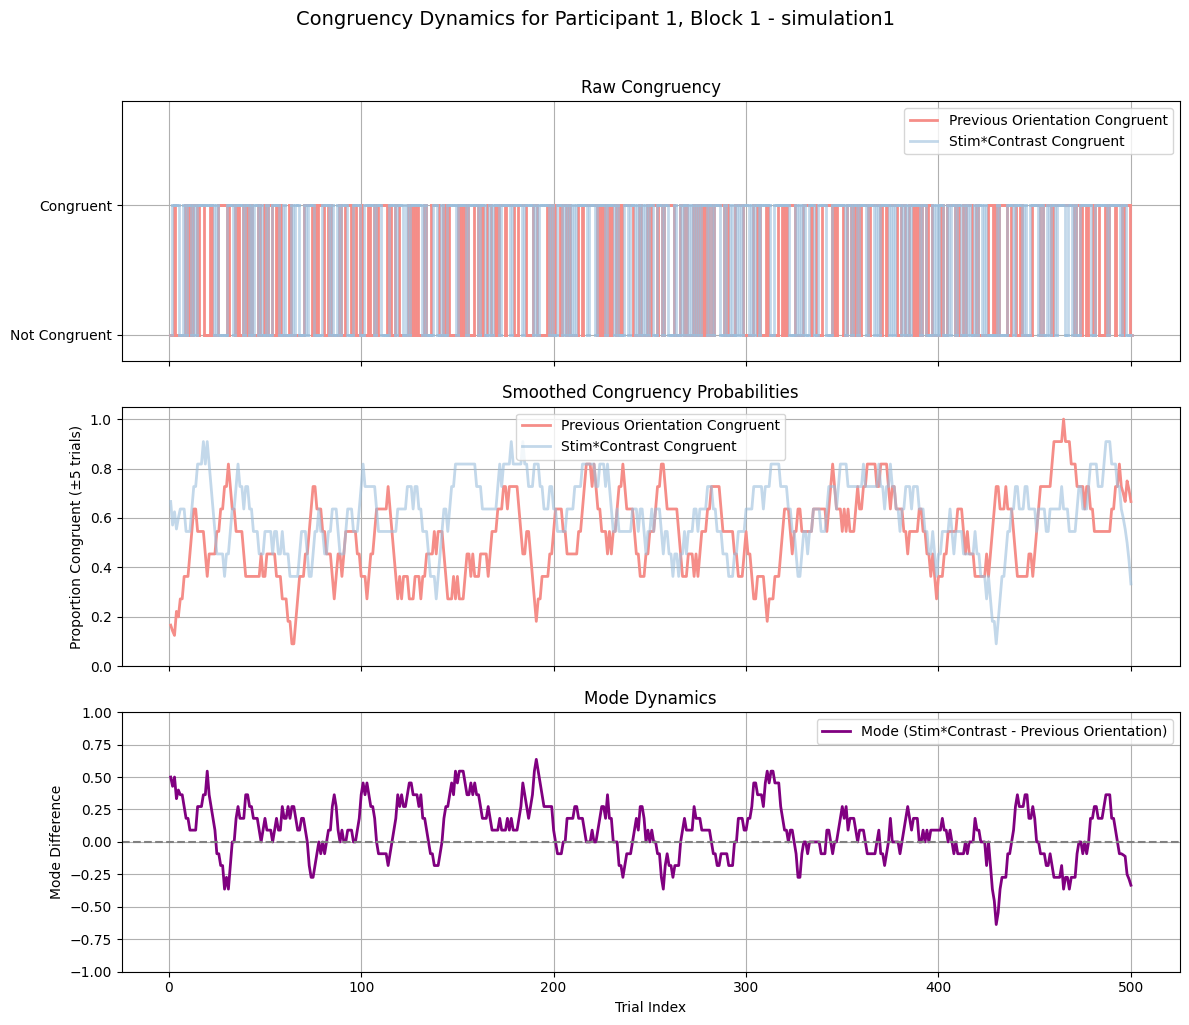 Congruency Dynamics for Participant 1, Block 1 - simulation1
Raw Congruency
Previous Orientation Congruent
Stim*Contrast Congruent
Congruent
Not Congruent
Smoothed Congruency Probabilities
Previous Orientation Congruent
Stim*Contrast Congruent
Proportion Congruent (±5 trials)
1.0
0.8
0.6
0.4
0.2
0.0
Mode Dynamics
Mode (Stim*Contrast - Previous Orientation)
Mode Difference
1.00
0.75
0.50
0.25
0.00
−0.25
−0.50
−0.75
−1.00
0 100 200 300 400 500
Trial Index